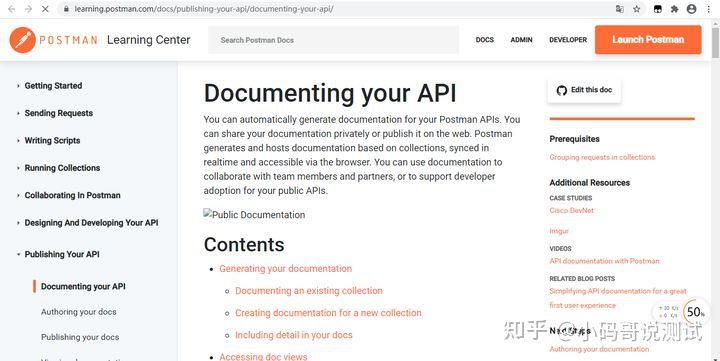 learning.postman.com/docs/publishing-your-api/documenting-your-api/
POSTMAN Learning Center
Search Postman Docs
DOCS
ADMIN
DEVELOPER
Launch Postman
Getting Started
Sending Requests
Writing Scripts
Running Collections
Collaborating In Postman
Designing And Developing Your API
Publishing Your API
Documenting your API
Authoring your docs
Publishing your docs
Documenting your API
You can automatically generate documentation for your Postman APIs. You
can share your documentation privately or publish it on the web. Postman
generates and hosts documentation based on collections, synced in
realtime and accessible via the browser. You can use documentation to
collaborate with team members and partners, or to support developer
adoption for your public APIs.
Public Documentation
Contents
Generating your documentation
Documenting an existing collection
Creating documentation for a new collection
Including detail in your docs
Accessing doc views
Edit this doc
Prerequisites
Grouping requests in collections
Additional Resources
CASE STUDIES
Cisco DevNet
Imgur
VIDEOS
API documentation with Postman
RELATED BLOG POSTS
Simplifying API documentation for a great
first user experience
Next Steps
Authoring your documentation
50%
知乎 @小码哥说测试